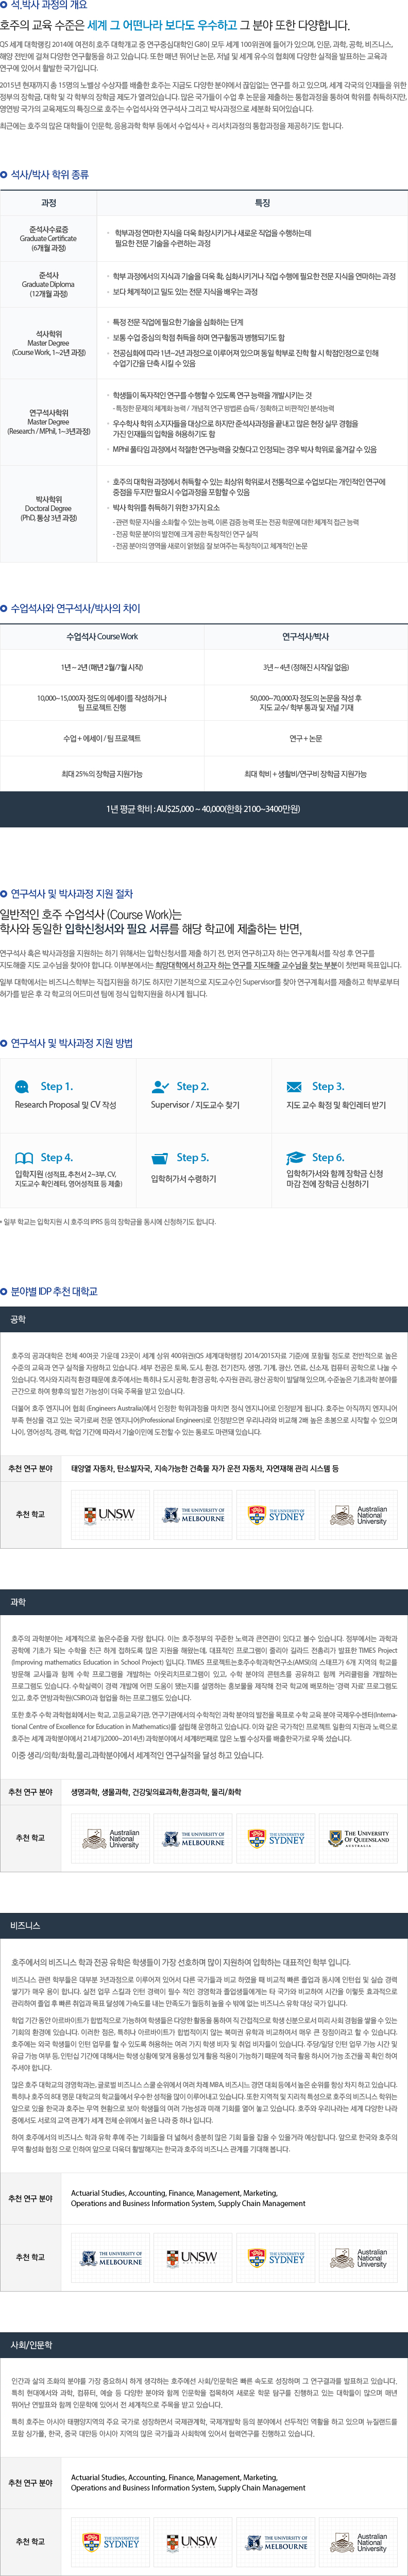 석,박사 과정의 개요
호주의 교육 수준은 세계 그 어떤나라 보다도 우수하고 그 분야 또한 다양합니다.
QS 세계 대학랭킹 2014에 여전히 호주 대학개교 중 연구중심대학인 G8이 모두 세계 100위권에 들어가 있으며, 인문, 과학, 공학, 비즈니스,
해양 전반에 걸쳐 다양한 연구활동을 하고 있습니다. 또한 매년 뛰어난 논문, 저널 및 세계 유수의 협회에 다양한 실적을 발표하는 교육과
연구에 있어서 활발한 국가입니다.
2015년 현재까지 총 15명의 노벨상 수상자를 배출한 호주는 지금도 다양한 분야에서 끊임없는 연구를 하고 있으며, 세계 각국의 인재들을 위한
정부의 장학금, 대학 및 각 학부의 장학금 제도가 열려있습니다. 많은 국가들이 수업 후 논문을 제출하는 통합과정을 통하여 학위를 취득하지만,
영연방 국가의 교육제도의 특징으로 호주는 수업석사와 연구석사 그리고 박사과정으로 세분화 되어있습니다.
최근에는 호주의 많은 대학들이 인문학, 응용과학 학부 등에서 수업석사 + 리서치과정의 통합과정을 제공하기도 합니다.
석사/박사 학위 종류
과정
특징
준석사수료증
Graduate Certificate
(6개월 과정)
학부과정 연마한 지식을 더욱 확장시키거나 새로운 직업을 수행하는데
필요한 전문 기술을 수련하는 과정
준석사
Graduate Diploma
(12개월 과정)
학부 과정에서의 지식과 기술을 더욱 확, 심화시키거나 직업 수행에 필요한 전문 지식을 연마하는 과정
보다 체계적이고 밀도 있는 전문 지식을 배우는 과정
석사학위
Master Degree
(Course Work, 1~2년 과정)
특정 전문 직업에 필요한 기술을 심화하는 단계
보통 수업 중심의 학점 취득을 하며 연구활동과 병행되기도 함
전공심화에 따라 1년~2년 과정으로 이루어져 있으며 동일 학부로 진학 할 시 학점인정으로 인해
수업기간을 단축 시킬 수 있음
연구석사학위
Master Degree
(Research / MPhil, 1~3년과정)
학생들이 독자적인 연구를 수행할 수 있도록 연구 능력을 개발시키는 것
- 특정한 문제의 체계화 능력 / 개념적 연구 방법론 습득 / 정확하고 비판적인 분석능력
우수학사 학위 소지자들을 대상으로 하지만 준석사과정을 끝내고 많은 현장 실무 경험을
가진 인재들의 입학을 허용하기도 함
MPhil 풀타임 과정에서 적절한 연구능력을 갖췄다고 인정되는 경우 박사 학위로 옮겨갈 수 있음
박사학위
Doctoral Degree
(PhD, 통상 3년 과정)
호주의 대학원 과정에서 취득할 수 있는 최상위 학위로서 전통적으로 수업보다는 개인적인 연구에
중점을 두지만 필요시 수업과정을 포함할 수 있음
박사 학위를 취득하기 위한 3가지 요소
- 관련 학문 지식을 소화할 수 있는 능력, 이론 검증 능력 또는 전공 학문에 대한 체계적 접근 능력
- 전공 학문 분야의 발전에 크게 공헌 독창적인 연구 실적
- 전공 분야의 영역을 새로이 넓혔음 잘 보여주는 독창적이고 체계적인 논문
수업석사와 연구석사/박사의 차이
수업석사 Course Work
연구석사/박사
1년 ~ 2년 (매년 2월/7월 시작)
3년 ~ 4년 (정해진 시작일 없음)
10,000~15,000자 정도의 에세이를 작성하거나
팀 프로젝트 진행
50,000~70,000자 정도의 논문을 작성 후
지도 교수/ 학부 통과 및 저널 기재
수업 + 에세이 / 팀 프로젝트
연구 + 논문
최대 25%의 장학금 지원가능
최대 학비 + 생활비/연구비 장학금 지원가능
1년 평균 학비 : AU$25,000 ~ 40,000(한화 2100~3400만원)
연구석사 및 박사과정 지원 절차
일반적인 호주 수업석사 (Course Work)는
학사와 동일한 입학신청서와 필요 서류를 해당 학교에 제출하는 반면,
연구석사 혹은 박사과정을 지원하는 하기 위해서는 입학신청서를 제출 하기 전, 먼저 연구하고자 하는 연구계획서를 작성 후 연구를
지도해줄 지도 교수님을 찾아야 합니다. 이부분에서는 희망대학에서 하고자 하는 연구를 지도해줄 교수님을 찾는 부분이 첫번째 목표입니다.
일부 대학에서는 비즈니스학부는 직접지원을 하기도 하지만 기본적으로 지도교수인 Supervisor를 찾아 연구계획서를 제출하고 학부로부터
허가를 받은 후 각 학교의 어드미션 팀에 정식 입학지원을 하시게 됩니다.
연구석사 및 박사과정 지원 방법
Step 1.
Research Proposal 및 CV 작성
Step 2.
Supervisor / 지도교수 찾기
Step 3.
지도 교수 확정 및 확인레터 받기
Step 4.
입학지원 (성적표, 추천서 2~3부, CV,
지도교수 확인레터, 영어성적표 등 제출)
Step 5.
입학허가서 수령하기
Step 6.
입학허가서와 함께 장학금 신청
마감 전에 장학금 신청하기
* 일부 학교는 입학지원 시 호주의 IPRS 등의 장학금을 동시에 신청하기도 합니다.
분야별 IDP 추천 대학교
공학
호주의 공과대학은 전체 40여곳 가운데 23곳이 세계 상위 400위권(QS 세계대학랭킹 2014/2015자료 기준)에 포함될 정도로 전반적으로 높은
수준의 교육과 연구 실적을 자랑하고 있습니다. 세부 전공은 토목, 도시, 환경, 전기전자, 생명, 기계, 광산, 연료, 신소재, 컴퓨터 공학으로 나눌 수
있습니다. 역사와 지리적 환경 때문에 호주에서는 특히나 도시 공학, 환경 공학, 수자원 관리, 광산 공학이 발달해 있으며, 수준높은 기초과학 분야를
근간으로 하여 향후의 발전 가능성이 더욱 주목을 받고 있습니다.
더불어 호주 엔지니어 협회 (Engineers Australia)에서 인정한 학위과정을 마치면 정식 엔지니어로 인정받게 됩니다. 호주는 아직까지 엔지니어
부족 현상을 겪고 있는 국가로써 전문 엔지니어(Professional Engineers)로 인정받으면 우리나라와 비교해 2배 높은 초봉으로 시작할 수 있으며
나이, 영어성적, 경력, 학업 기간에 따라서 기술이민에 도전할 수 있는 통로도 마련돼 있습니다.
추천 연구 분야
태양열 자동차, 탄소발자국, 지속가능한 건축물 자가 운전 자동차, 자연재해 관리 시스템 등
추천 학교
UNSW
THE UNIVERSITY OF
MELBOURNE
THE UNIVERSITY OF
SYDNEY
Australian
National
University
과학
호주의 과학분야는 세계적으로 높은수준을 자랑 합니다. 이는 호주정부의 꾸준한 노력과 큰연관이 있다고 볼수 있습니다. 정부에서는 과학과
공학에 기초가 되는 수학을 친근 하게 접하도록 많은 지원을 해왔는데, 대표적인 프로그램이 줄리아 길라드 전총리가 발표한 TIMES Project
(Improving mathematics Education in School Project) 입니다. TIMES 프로젝트는호주수학과학연구소(AMSI)의 스태프가 6개 지역의 학교를
방문해 교사들과 함께 수학 프로그램을 개발하는 아웃리치프로그램이 있고, 수학 분야의 콘텐츠를 공유하고 함께 커리큘럼을 개발하는
프로그램도 있습니다. 수학실력이 경력 개발에 어떤 도움이 됐는지를 설명하는 홍보물을 제작해 전국 학교에 배포하는 '경력 자료' 프로그램도
있고, 호주 연방과학원(CSIRO)과 협업을 하는 프로그램도 있습니다.
또한 호주 수학 과학협회에서는 학교, 고등교육기관, 연구기관에서의 수학적인 과학 분야의 발전을 목표로 수학 교육 분야 국제우수센터(Interna-
tional Centre of Excellence for Education in Mathematics)를 설립해 운영하고 있습니다. 이와 같은 국가적인 프로젝트 일환의 지원과 노력으로
호주는 세계 과학분야에서 21세기(2000~2014년) 과학분야에서 세계8번째로 많은 노벨 수상자를 배출한국가로 우뚝 섰습니다.
이중 생리/의학/화학,물리,과학분야에서 세계적인 연구실적을 달성 하고 있습니다.
추천 연구 분야
생명과학, 생물과학, 건강및의료과학,환경과학, 물리/화학
추천 학교
Australian
National
University
THE UNIVERSITY OF
MELBOURNE
THE UNIVERSITY OF
SYDNEY
THE UNIVERSITY
OF QUEENSLAND
AUSTRALIA
비즈니스
호주에서의 비즈니스 학과 전공 유학은 학생들이 가장 선호하며 많이 지원하여 입학하는 대표적인 학부 입니다.
비즈니스 관련 학부들은 대부분 3년과정으로 이루어져 있어서 다른 국가들과 비교 하였을 때 비교적 빠른 졸업과 동시에 인턴쉽 및 실습 경력
쌓기가 매우 용이 합니다. 실전 업무 스킬과 인턴 경력이 필수 적인 경영학과 졸업생들에게는 타 국가와 비교하여 시간을 이렇듯 효과적으로
관리하여 졸업 후 빠른 취업과 목표 달성에 가속도를 내는 만족도가 월등히 높을 수 밖에 없는 비즈니스 유학 대상 국가 입니다.
학업 기간 동안 아르바이트가 합법적으로 가능하여 학생들은 다양한 활동을 통하여 직 간접적으로 학생 신분으로서 미리 사회 경험을 쌓을 수 있는
기회의 환경에 있습니다. 이러한 점은, 특히나 아르바이트가 합법적이지 않는 북미권 유학과 비교하여서 매우 큰 장점이라고 할 수 있습니다.
호주에는 외국 학생들이 인턴 업무를 할 수 있도록 허용하는 여러 가지 학생 비자 및 취업 비자들이 있습니다. 주당/일당 인턴 업무 가능 시간 및
유급 가능 여부 등, 인턴십 기간에 대해서는 학생 상황에 맞게 융통성 있게 활용 적용이 가능하기 때문에 적극 활용 하시어 가능 조건을 꼭 확인 하여
주셔야 합니다.
많은 호주 대학교의 경영학과는, 글로벌 비즈니스 스쿨 순위에서 여러 차례 MBA, 비즈니스 경연 대회 등에서 높은 순위를 항상 차지 하고 있습니다.
특히나 호주의 8대 명문 대학교의 학교들에서 우수한 성적을 많이 이루어내고 있습니다. 또한 지역적 및 지리적 특성으로 호주의 비즈니스 학위는
앞으로 있을 한국과 호주는 무역 현황으로 보아 학생들의 여러 가능성과 미래 기회를 열어 놓고 있습니다. 호주와 우리나라는 세계 다양한 나라
중에서도 서로의 교역 관계가 세계 전체 순위에서 높은 나라 중 하나 입니다.
하여 호주에서의 비즈니스 학과 유학 후에 주는 기회들을 더 넓혀서 충분히 많은 기회 들을 잡을 수 있을거라 예상합니다. 앞으로 한국와 호주의
무역 활성화 협정 으로 인하여 앞으로 더욱더 활발해지는 한국과 호주의 비즈니스 관계를 기대해 봅니다.
추천 연구 분야
Actuarial Studies, Accounting, Finance, Management, Marketing,
Operations and Business Information System, Supply Chain Management
추천 학교
THE UNIVERSITY OF
MELBOURNE
UNSW
THE UNIVERSITY OF
SYDNEY
Australian
National
University
사회/인문학
인간과 삶의 조화의 분야를 가장 중요하시 하게 생각하는 호주에선 사회/인문학은 빠른 속도로 성장하며 그 연구결과를 발표하고 있습니다.
특히 현대에서와 과학, 컴퓨터, 예술 등 다양한 분야와 함께 인문학을 접목하여 새로운 학문 탐구를 진행하고 있는 대학들이 많으며 매년
뛰어난 연발표와 함께 인문학에 있어서 전 세계적으로 주목을 받고 있습니다.
특히 호주는 아시아 태평양지역의 주요 국가로 성장하면서 국제관계학, 국제개발학 등의 분야에서 선두적인 역활을 하고 있으며 뉴질랜드를
포함 싱가폴, 한국, 중국 대만등 아시아 지역의 많은 국가들과 사회학에 있어서 협력연구를 진행하고 있습니다.
추천 연구 분야
Actuarial Studies, Accounting, Finance, Management, Marketing,
Operations and Business Information System, Supply Chain Management
추천 학교
THE UNIVERSITY OF
SYDNEY
UNSW
THE UNIVERSITY OF
MELBOURNE
Australian
National
University